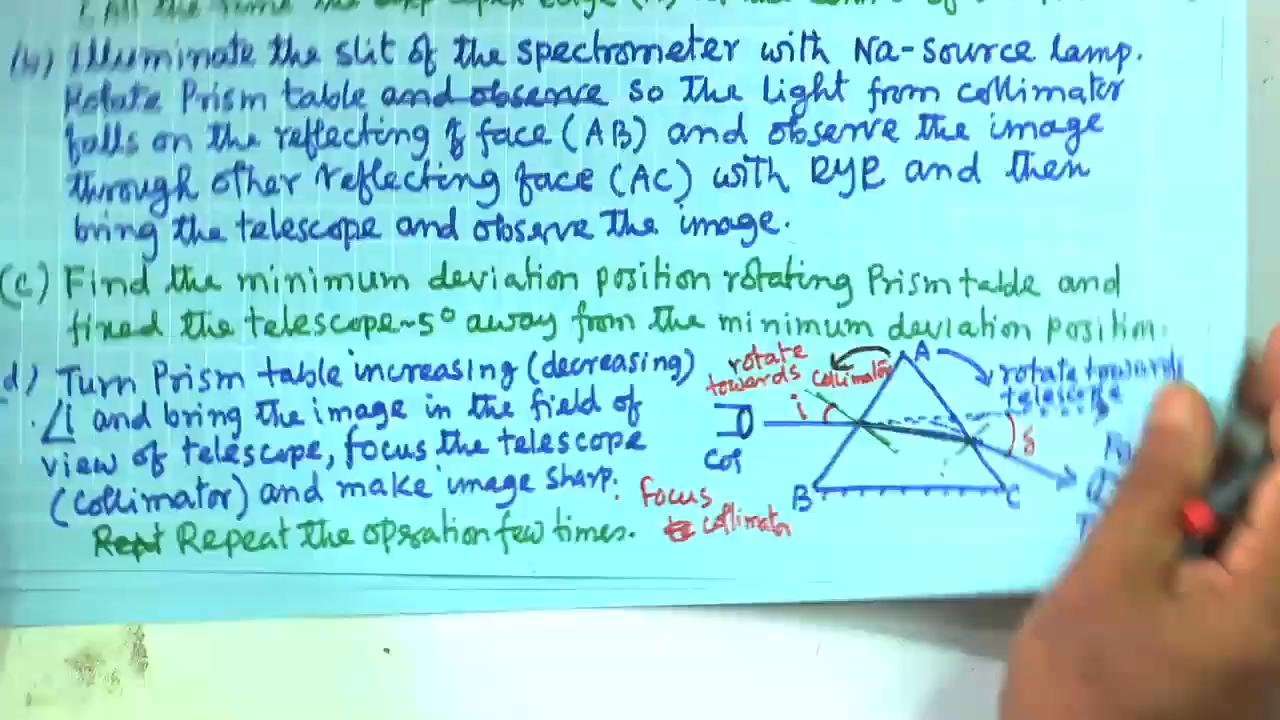 (b) Illuminate the slit of the spectrometer with Na-source lamp.
Rotate Prism table and observe so the light from collimator
falls on the reflecting of face (AB) and observe the image
through other reflecting face (AC) with EYE and then
bring the telescope and observe the image.
(c) Find the minimum deviation position rotating Prism table and
fixed the telescope ~5° away from the minimum deviation position.
d) Turn Prism table increasing (decreasing)
∠i and bring the image in the field of
view of telescope, focus the telescope
(collimator) and make image sharp.
Rept Repeat the operation few times.
focus
collimator
rotate
towards collimator
A
rotate towards
telescope
i
δ
Col
B
C